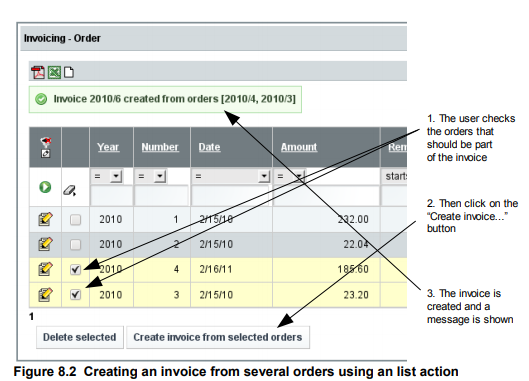 Invoicing - Order
Invoice 2010/6 created from orders [2010/4, 2010/3]
Year Number Date Amount Rem
= = = = starts
2010 1 2/15/10 232.00
2010 2 2/15/10 22.04
2010 4 2/16/11 185.60
2010 3 2/15/10 23.20
1
Delete selected Create invoice from selected orders
1. The user checks
the orders that
should be part
of the invoice
2. Then click on the
“Create invoice...”
button
3. The invoice is
created and a
message is shown
Figure 8.2 Creating an invoice from several orders using an list action